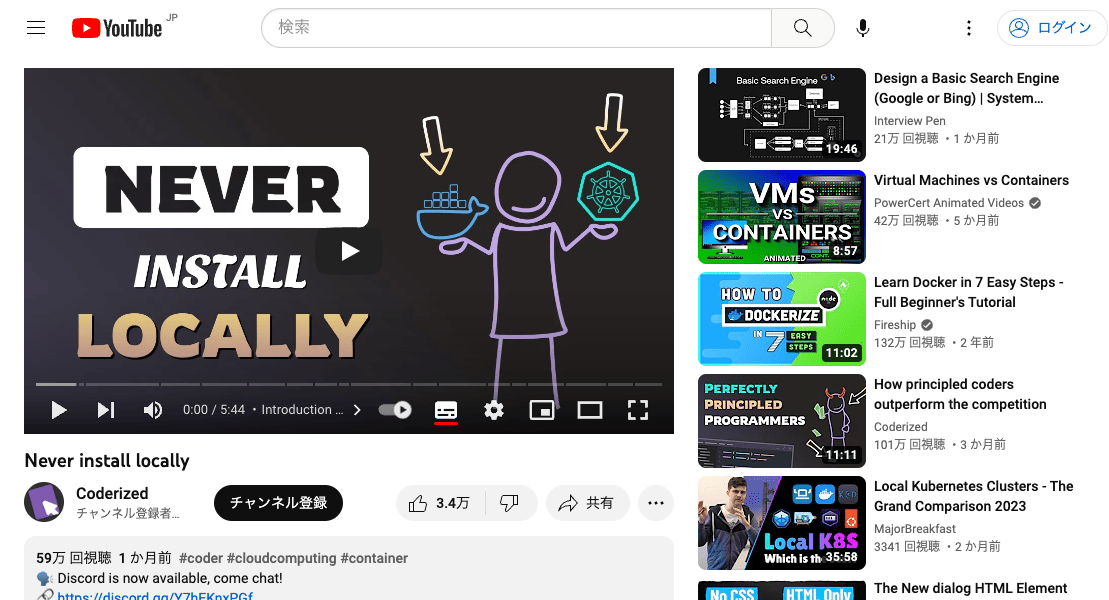 YouTube JP
検索
ログイン
NEVER
INSTALL
LOCALLY
0:00 / 5:44 • Introduction ...
Never install locally
Coderized
チャンネル登録者...
チャンネル登録
3.4万
共有
59万 回視聴 1 か月前 #coder #cloudcomputing #container
Discord is now available, come chat!
https://discord.gg/Y7hEKnxPGf
Basic Search Engine
19:46
Design a Basic Search Engine
(Google or Bing) | System...
Interview Pen
21万 回視聴 • 1 か月前
VMs
VS
CONTAINERS
ANIMATED
8:57
Virtual Machines vs Containers
PowerCert Animated Videos
42万 回視聴 • 5 か月前
HOW TO
DOCKERIZE
IN 7 EASY
STEPS
node
11:02
Learn Docker in 7 Easy Steps -
Full Beginner's Tutorial
Fireship
132万 回視聴 • 2 年前
PERFECTLY
PRINCIPLED
PROGRAMMERS
11:11
How principled coders
outperform the competition
Coderized
101万 回視聴 • 3 か月前
K3D
Local K8S
Which is th
35:58
Local Kubernetes Clusters - The
Grand Comparison 2023
MajorBreakfast
3341 回視聴 • 2 か月前
No CSS
HTML Only
The New dialog HTML Element